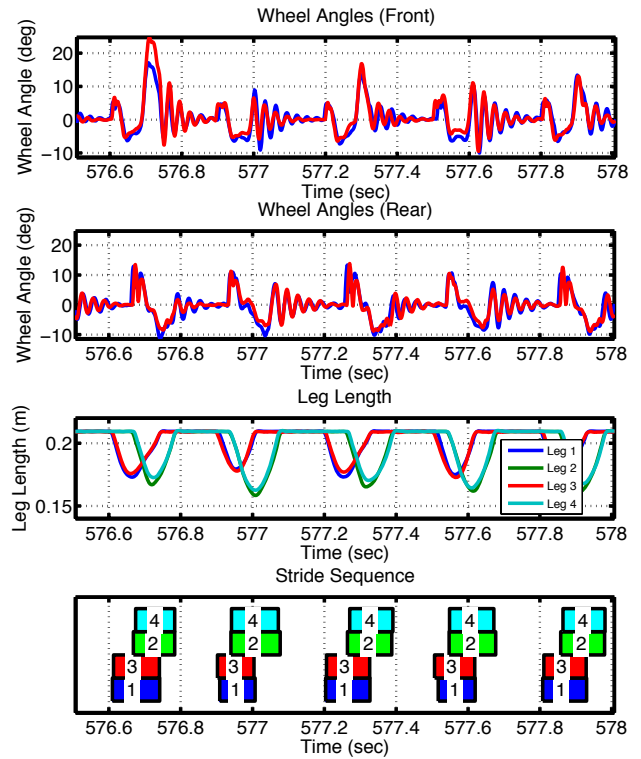 Wheel Angles (Front)
Wheel Angle (deg)
20
10
0
−10
576.6 576.8 577 577.2 577.4 577.6 577.8 578
Time (sec)
Wheel Angles (Rear)
Wheel Angle (deg)
20
10
0
−10
576.6 576.8 577 577.2 577.4 577.6 577.8 578
Time (sec)
Leg Length
Leg Length (m)
0.2
0.15
Leg 1
Leg 2
Leg 3
Leg 4
576.6 576.8 577 577.2 577.4 577.6 577.8 578
Time (sec)
Stride Sequence
4 4 4 4 4
2 2 2 2 2
3 3 3 3 3
1 1 1 1 1
576.6 576.8 577 577.2 577.4 577.6 577.8 578
Time (sec)